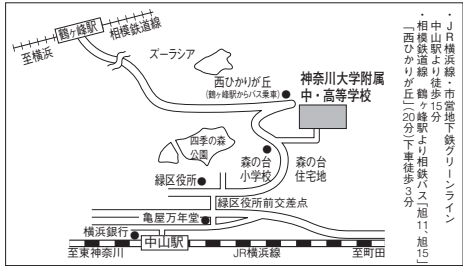 ・JR横浜線・市営地下鉄グリーンライン
中山駅より徒歩15分
・相模鉄道線「鶴ヶ峰駅」より相鉄バス「旭11、旭15」
「西ひかりが丘」(20分)下車徒歩3分
相模鉄道線
鶴ヶ峰駅
至横浜
ズーラシア
西ひかりが丘
(鶴ヶ峰駅からバス乗車)
神奈川大学附属
中・高等学校
四季の森
公園
森の台
小学校
森の台
住宅地
緑区役所
緑区役所前交差点
亀屋万年堂
横浜銀行
中山駅
至東神奈川
JR横浜線
至町田